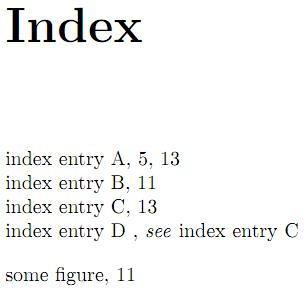 Index
index entry A, 5, 13
index entry B, 11
index entry C, 13
index entry D , see index entry C
some figure, 11